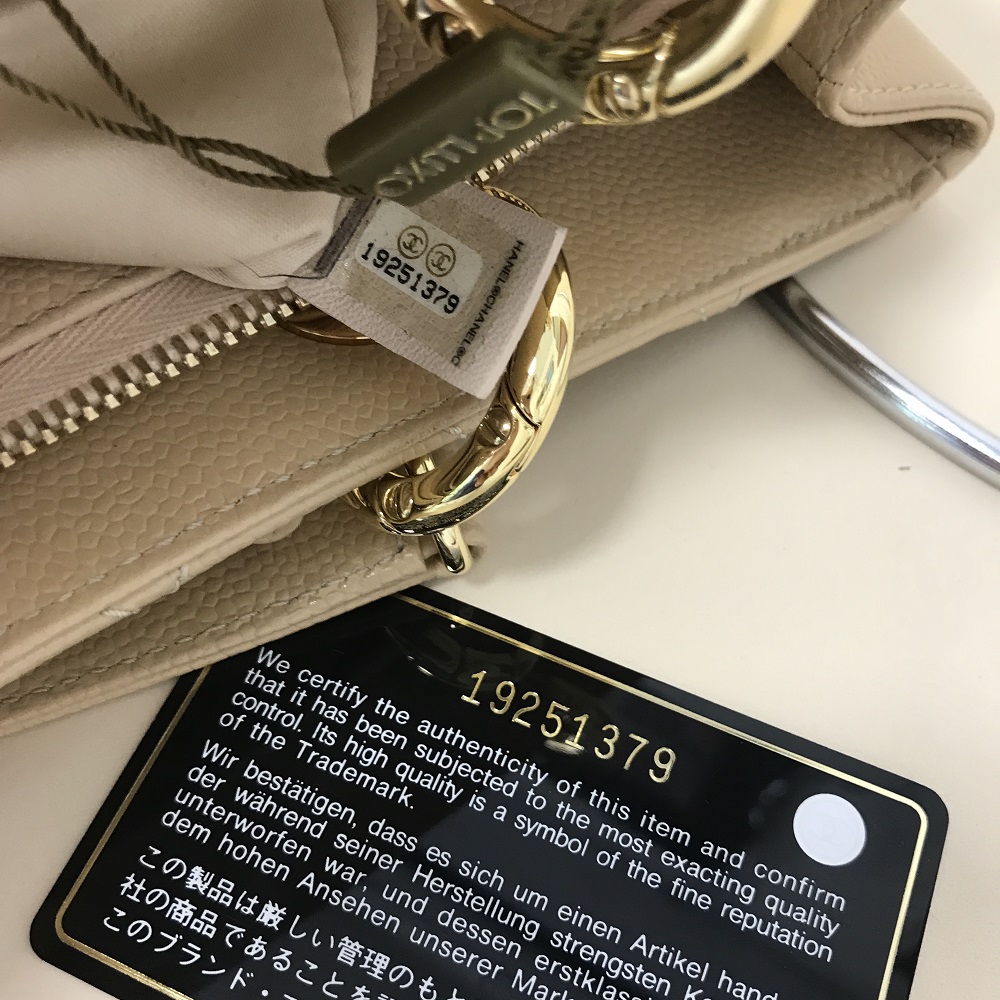 TOP-LUXO
19251379
HANEL®CHANEL®C
19251379
We certify the authenticity of this item and confirm
that it has been subjected to the most exacting quality
control. Its high quality is a symbol of the fine reputation
of the Trademark.
Wir bestätigen, dass es sich um einen Artikel hand
der während seiner Herstellung strengsten K
unterworfen war, und dessen erstklass
dem hohen Ansehen unserer Mark
この製品は厳しい管理のもと
社の商品であることを
このブランド・